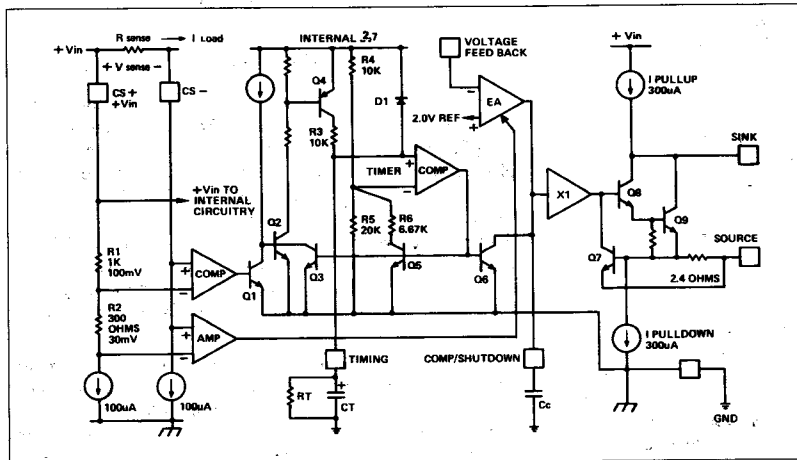 R sense → I Load
+ Vin
+ V sense -
CS +
+Vin
CS -
+Vin TO
INTERNAL
CIRCUITRY
R1
1K
100mV
R2
300
OHMS
30mV
100uA
100uA
+
-
COMP
+
-
AMP
INTERNAL 2,7
Q4
R3
10K
R4
10K
D1
TIMER
+
-
COMP
Q2
Q1
Q3
R5
20K
R6
6.67K
Q5
Q6
TIMING
RT
+
CT
VOLTAGE
FEED BACK
-
EA
2.0V REF
+
COMP/SHUTDOWN
Cc
X1
+ Vin
I PULLUP
300uA
SINK
Q8
Q9
SOURCE
Q7
2.4 OHMS
I PULLDOWN
300uA
GND